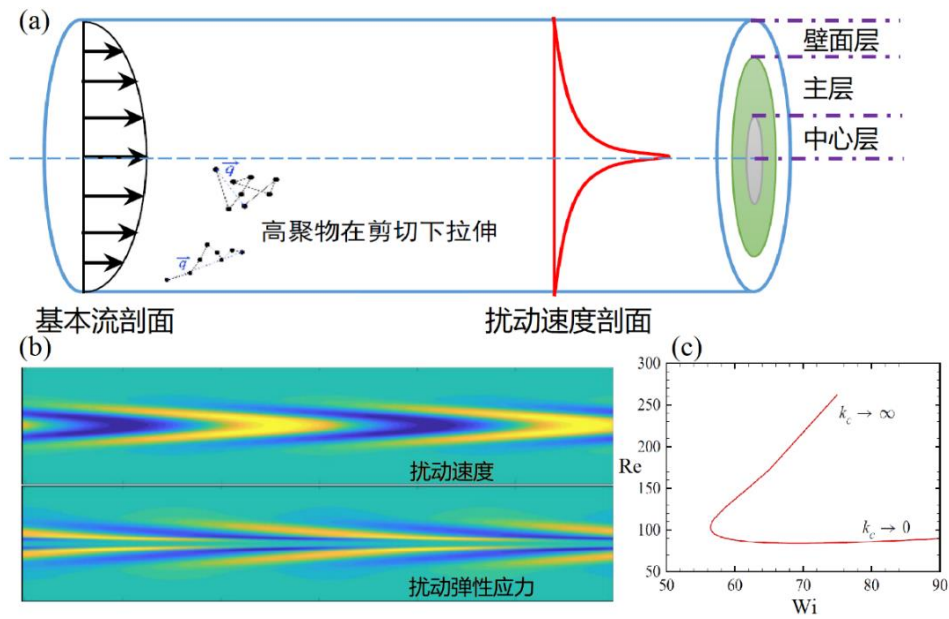 (a)
壁面层
主层
中心层
q
高聚物在剪切下拉伸
q
基本流剖面
扰动速度剖面
(b)
扰动速度
扰动弹性应力
(c)
300
250
200
Re
150
100
50
k_c → ∞
k_c → 0
50 60 70 80 90
Wi